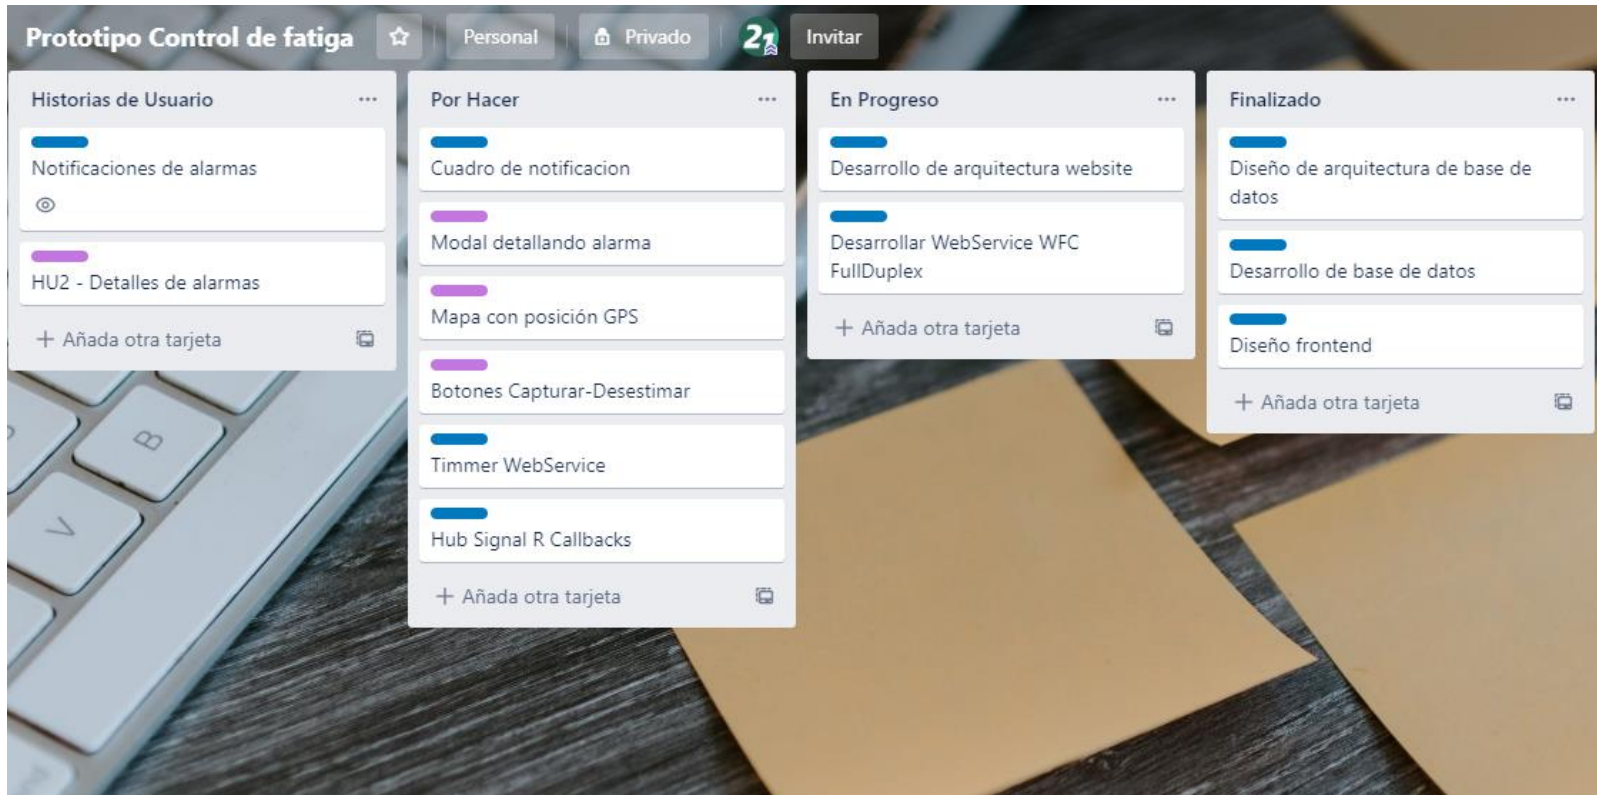 Prototipo Control de fatiga
Personal
Privado
21
Invitar
Historias de Usuario
Notificaciones de alarmas
HU2 - Detalles de alarmas
Añada otra tarjeta
Por Hacer
Cuadro de notificacion
Modal detallando alarma
Mapa con posición GPS
Botones Capturar-Desestimar
Timmer WebService
Hub Signal R Callbacks
Añada otra tarjeta
En Progreso
Desarrollo de arquitectura website
Desarrollar WebService WFC
FullDuplex
Añada otra tarjeta
Finalizado
Diseño de arquitectura de base de
datos
Desarrollo de base de datos
Diseño frontend
Añada otra tarjeta
B
V